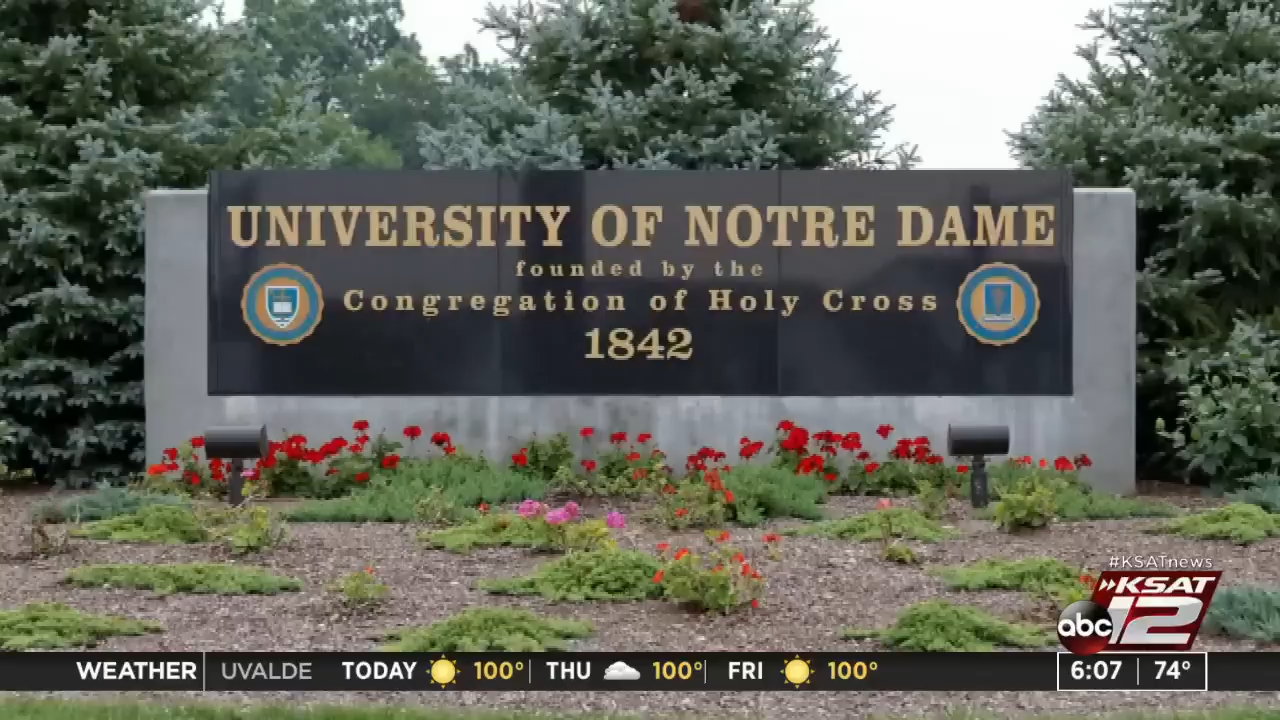 UNIVERSITY OF NOTRE DAME
founded by the
Congregation of Holy Cross
1842
#KSATnews
KSAT
abc 12
WEATHER UVALDE TODAY 100° THU 100° FRI 100° 6:07 74°